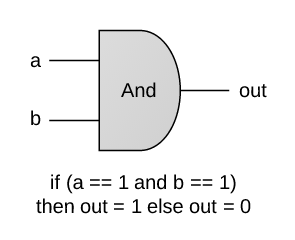 a
And
out
b
if (a == 1 and b == 1)
then out = 1 else out = 0